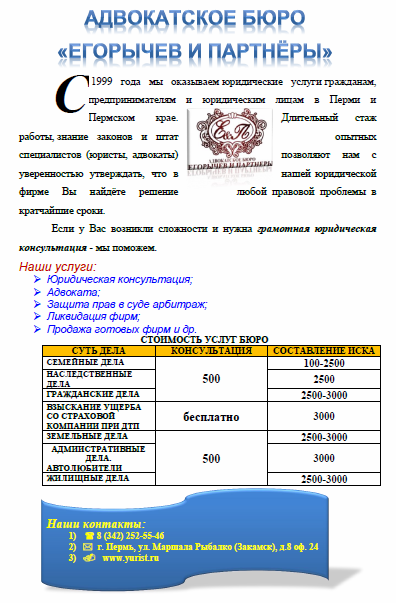 АДВОКАТСКОЕ БЮРО
«ЕГОРЫЧЕВ И ПАРТНЁРЫ»
С 1999 года мы оказываем юридические услуги гражданам,
предпринимателям и юридическим лицам в Перми и
Пермском крае. Длительный стаж
работы, знание законов и штат опытных
специалистов (юристы, адвокаты) позволяют нам с
уверенностью утверждать, что в нашей юридической
фирме Вы найдёте решение любой правовой проблемы в
кратчайшие сроки.
Е&П
АДВОКАТСКОЕ БЮРО
ЕГОРЫЧЕВ И ПАРТНЕРЫ
Если у Вас возникли сложности и нужна грамотная юридическая
консультация - мы поможем.
Наши услуги:
Юридическая консультация;
Адвоката;
Защита прав в суде арбитраж;
Ликвидация фирм;
Продажа готовых фирм и др.
СТОИМОСТЬ УСЛУГ БЮРО
СУТЬ ДЕЛА КОНСУЛЬТАЦИЯ СОСТАВЛЕНИЕ ИСКА
СЕМЕЙНЫЕ ДЕЛА 100-2500
НАСЛЕДСТВЕННЫЕ
ДЕЛА 500 2500
ГРАЖДАНСКИЕ ДЕЛА 2500-3000
ВЗЫСКАНИЕ УЩЕРБА
СО СТРАХОВОЙ бесплатно 3000
КОМПАНИИ ПРИ ДТП
ЗЕМЕЛЬНЫЕ ДЕЛА 2500-3000
АДМИИСТРАТИВНЫЕ
ДЕЛА. 500 3000
АВТОЛЮБИТЕЛИ
ЖИЛИЩНЫЕ ДЕЛА 2500-3000
Наши контакты:
1) ☎ 8 (342) 252-55-46
2) ✉ г. Пермь, ул. Маршала Рыбалко (Закамск), д.8 оф. 24
3) www.yurist.ru